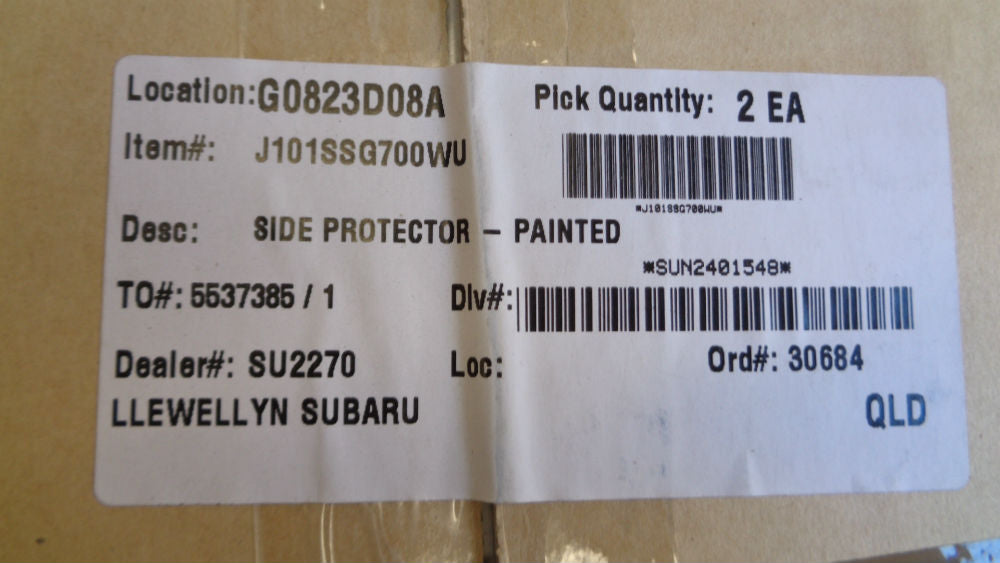 Location: G0823D08A Pick Quantity: 2 EA
Item#: J101SSG700WU
*J101SSG700WU*
Desc: SIDE PROTECTOR - PAINTED
*SUN2401548*
TO#: 5537385 / 1 Dlv#:
Dealer#: SU2270 Loc: Ord#: 30684
LLEWELLYN SUBARU QLD